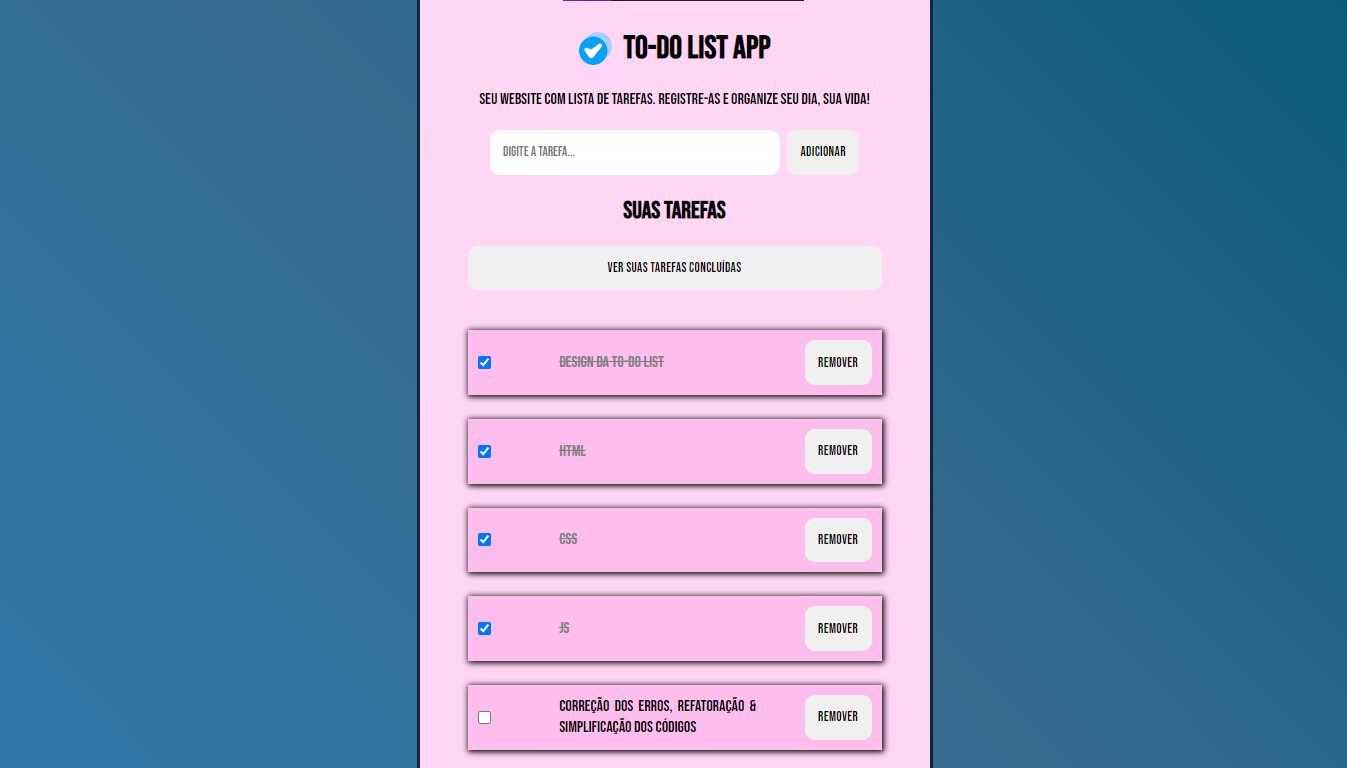 TO-DO LIST APP
SEU WEBSITE COM LISTA DE TAREFAS. REGISTRE-AS E ORGANIZE SEU DIA, SUA VIDA!
DIGITE A TAREFA...
ADICIONAR
SUAS TAREFAS
VER SUAS TAREFAS CONCLUÍDAS
DESIGN DA TO-DO LIST
REMOVER
HTML
REMOVER
CSS
REMOVER
JS
REMOVER
CORREÇÃO DOS ERROS, REFATORAÇÃO &
SIMPLIFICAÇÃO DOS CÓDIGOS
REMOVER